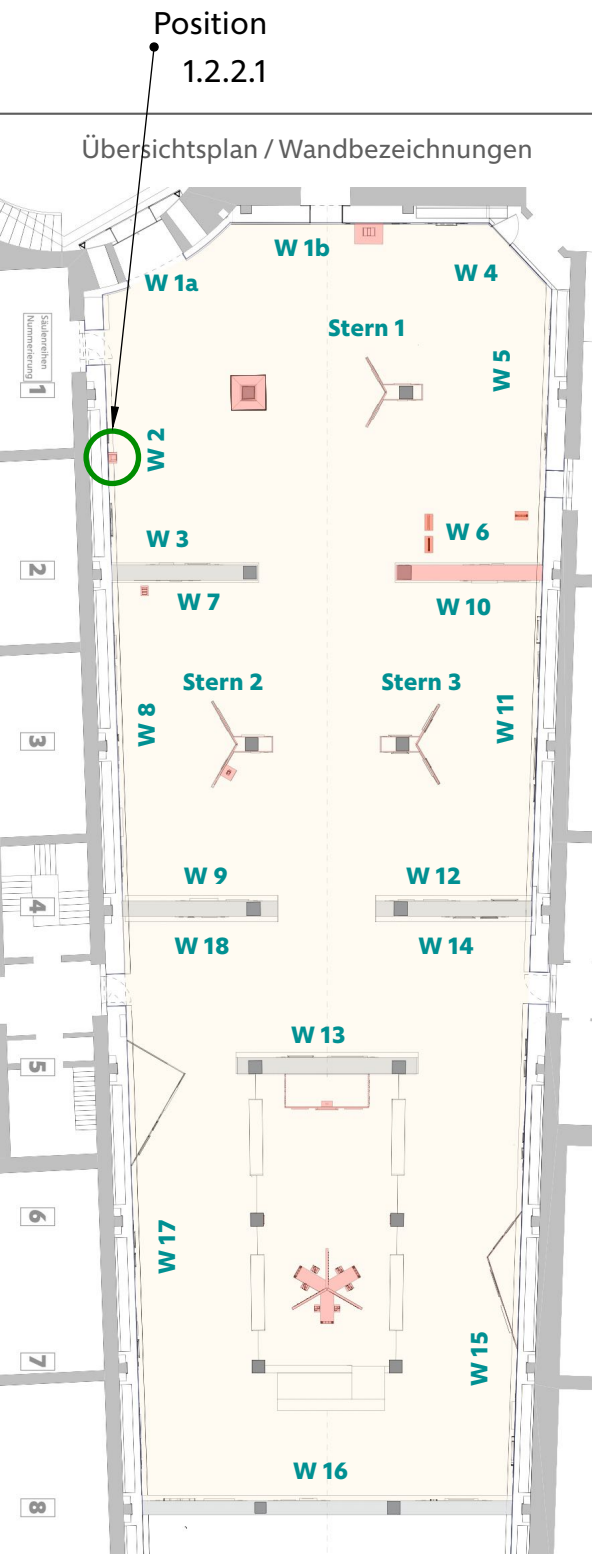 Position
1.2.2.1
Übersichtsplan / Wandbezeichnungen
W 1b
W 1a
W 4
Stern 1
W 5
Säulenreihen
Nummerierung
1
W 2
W 3
W 6
2
W 7
W 10
Stern 2
Stern 3
W 8
W 11
3
W 9
W 12
4
W 18
W 14
W 13
5
6
W 17
7
W 15
W 16
8